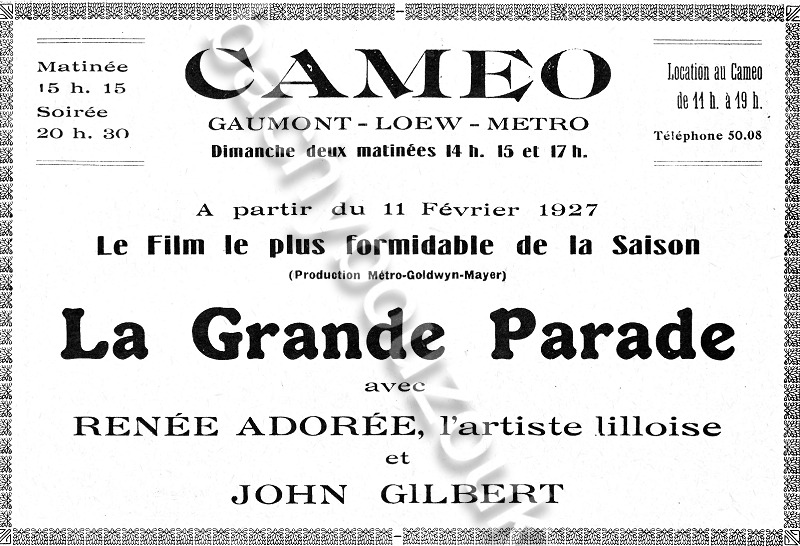 Matinée
15 h. 15
Soirée
20 h. 30
CAMEO
GAUMONT - LOEW - METRO
Dimanche deux matinées 14 h. 15 et 17 h.
Location au Cameo
de 11 h. à 19 h.
Téléphone 50.08
A partir du 11 Février 1927
Le Film le plus formidable de la Saison
(Production Métro-Goldwyn-Mayer)
La Grande Parade
avec
RENÉE ADORÉE, l'artiste lilloise
et
JOHN GILBERT